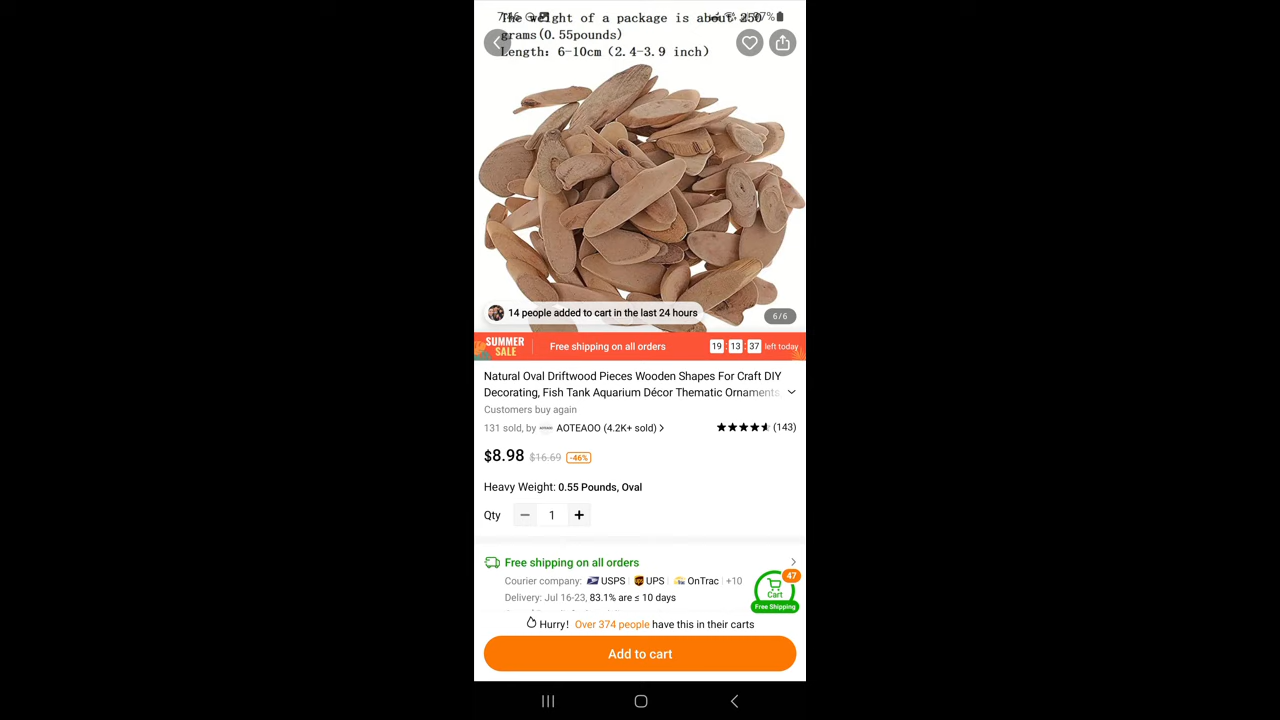 The weight of a package is about 250
grams(0.55pounds)
Length: 6-10cm (2.4-3.9 inch)
14 people added to cart in the last 24 hours
6/6
SUMMER
SALE
Free shipping on all orders
19:13:37 left today
Natural Oval Driftwood Pieces Wooden Shapes For Craft DIY
Decorating, Fish Tank Aquarium Décor Thematic Ornaments
Customers buy again
131 sold, by AOTEAOO (4.2K+ sold)
(143)
$8.98 $16.69 -46%
Heavy Weight: 0.55 Pounds, Oval
Qty − 1 +
Free shipping on all orders
Courier company: USPS UPS OnTrac +10
47
Cart
Free Shipping
Delivery: Jul 16-23, 83.1% are ≤ 10 days
Hurry! Over 374 people have this in their carts
Add to cart